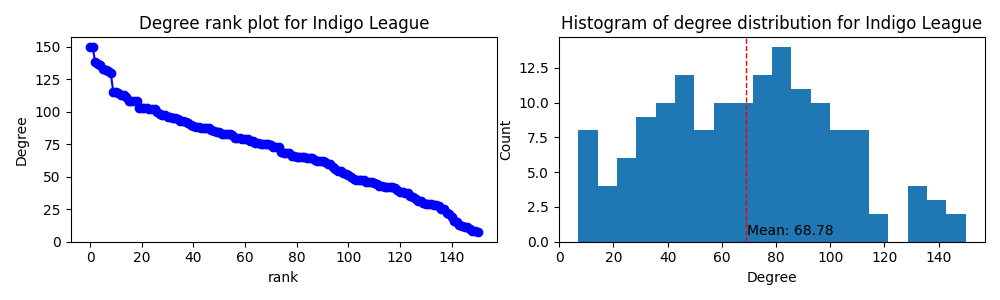 Degree rank plot for Indigo League
150
125
100
75
50
25
0
Degree
0 20 40 60 80 100 120 140
rank
Histogram of degree distribution for Indigo League
12.5
10.0
7.5
5.0
2.5
0.0
Count
Mean: 68.78
0 20 40 60 80 100 120 140
Degree